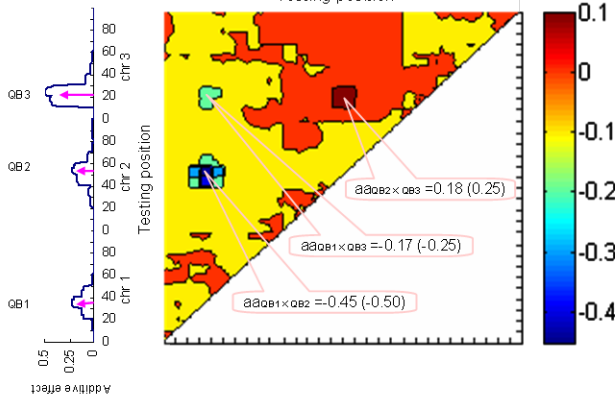 Testing position
QB3
QB2
QB1
80
60
40
20
0
80
60
40
20
0
80
60
40
20
0
chr 3
chr 2
chr 1
Testing position
0.5
0.25
0
Additive effect
aaQB2×QB3 =0.18 (0.25)
aaQB1×QB3 =-0.17 (-0.25)
aaQB1×QB2 =-0.45 (-0.50)
0.1
0
-0.1
-0.2
-0.3
-0.4